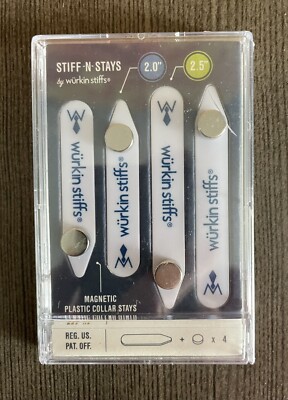 STIFF-N-STAYS
by würkin stiffs®
2.0"
2.5"
würkin stiffs®
würkin stiffs®
würkin stiffs®
würkin stiffs®
MAGNETIC
PLASTIC COLLAR STAYS
REG. US.
PAT. OFF.
+ x 4